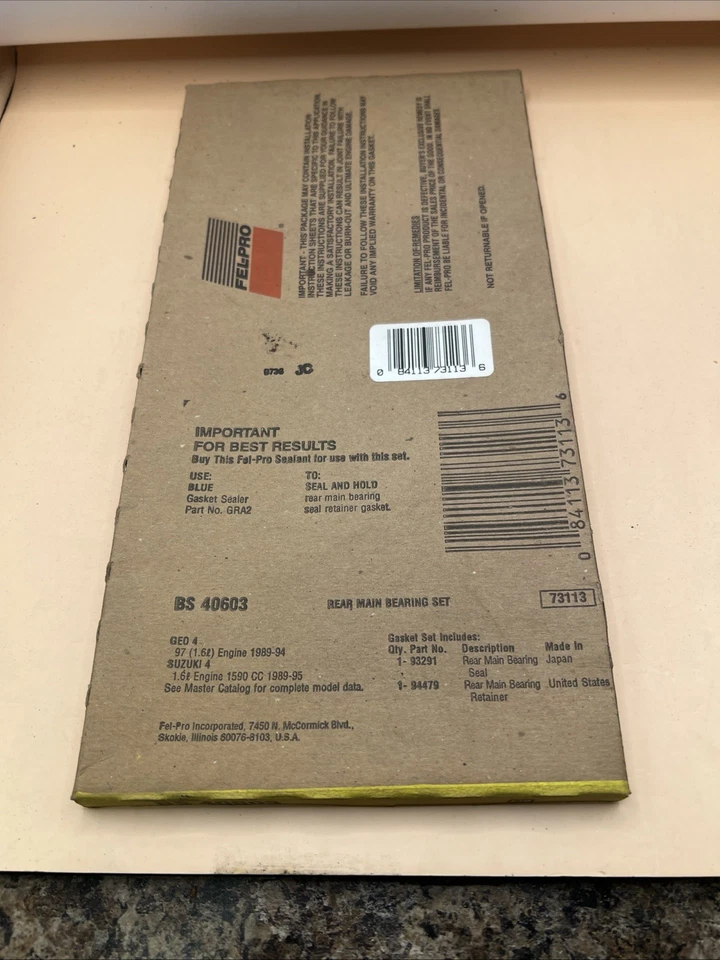 FEL-PRO
®
IMPORTANT - THIS PACKAGE MAY CONTAIN INSTALLATION
INSTRUCTION SHEETS THAT ARE SPECIFIC TO THIS APPLICATION.
THESE INSTRUCTIONS ARE SUPPLIED FOR YOUR GUIDANCE IN
MAKING A SATISFACTORY INSTALLATION. FAILURE TO FOLLOW
THESE INSTRUCTIONS CAN RESULT IN JOINT FAILURE WITH
LEAKAGE OR BURN-OUT AND ULTIMATE ENGINE DAMAGE.
FAILURE TO FOLLOW THESE INSTALLATION INSTRUCTIONS MAY
VOID ANY IMPLIED WARRANTY ON THIS GASKET.
LIMITATION OF REMEDIES
IF ANY FEL-PRO PRODUCT IS DEFECTIVE, BUYER'S EXCLUSIVE REMEDY IS
REIMBURSEMENT OF THE SALES PRICE OF THE GOOD. IN NO EVENT SHALL
FEL-PRO BE LIABLE FOR INCIDENTAL OR CONSEQUENTIAL DAMAGES.
NOT RETURNABLE IF OPENED.
0 84113 73113 6
0736 JC
IMPORTANT
FOR BEST RESULTS
Buy This Fel-Pro Sealant for use with this set.
USE: TO:
BLUE SEAL AND HOLD
Gasket Sealer rear main bearing
Part No. GRA2 seal retainer gasket.
0 84113 73113 6
BS 40603 REAR MAIN BEARING SET 73113
GEO 4
97 (1.6ℓ) Engine 1989-94
SUZUKI 4
1.6ℓ Engine 1590 CC 1989-95
See Master Catalog for complete model data.
Gasket Set Includes:
Qty. Part No. Description Made in
1- 93291 Rear Main Bearing Japan
Seal
1- 94479 Rear Main Bearing United States
Retainer
Fel-Pro Incorporated, 7450 N. McCormick Blvd.,
Skokie, Illinois 60076-8103, U.S.A.